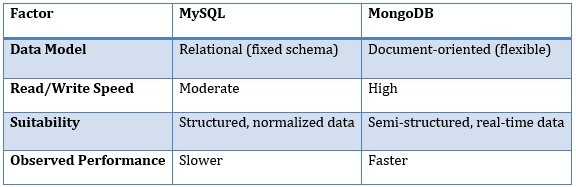 Factor MySQL MongoDB
Data Model Relational (fixed schema) Document-oriented (flexible)
Read/Write Speed Moderate High
Suitability Structured, normalized data Semi-structured, real-time data
Observed Performance Slower Faster